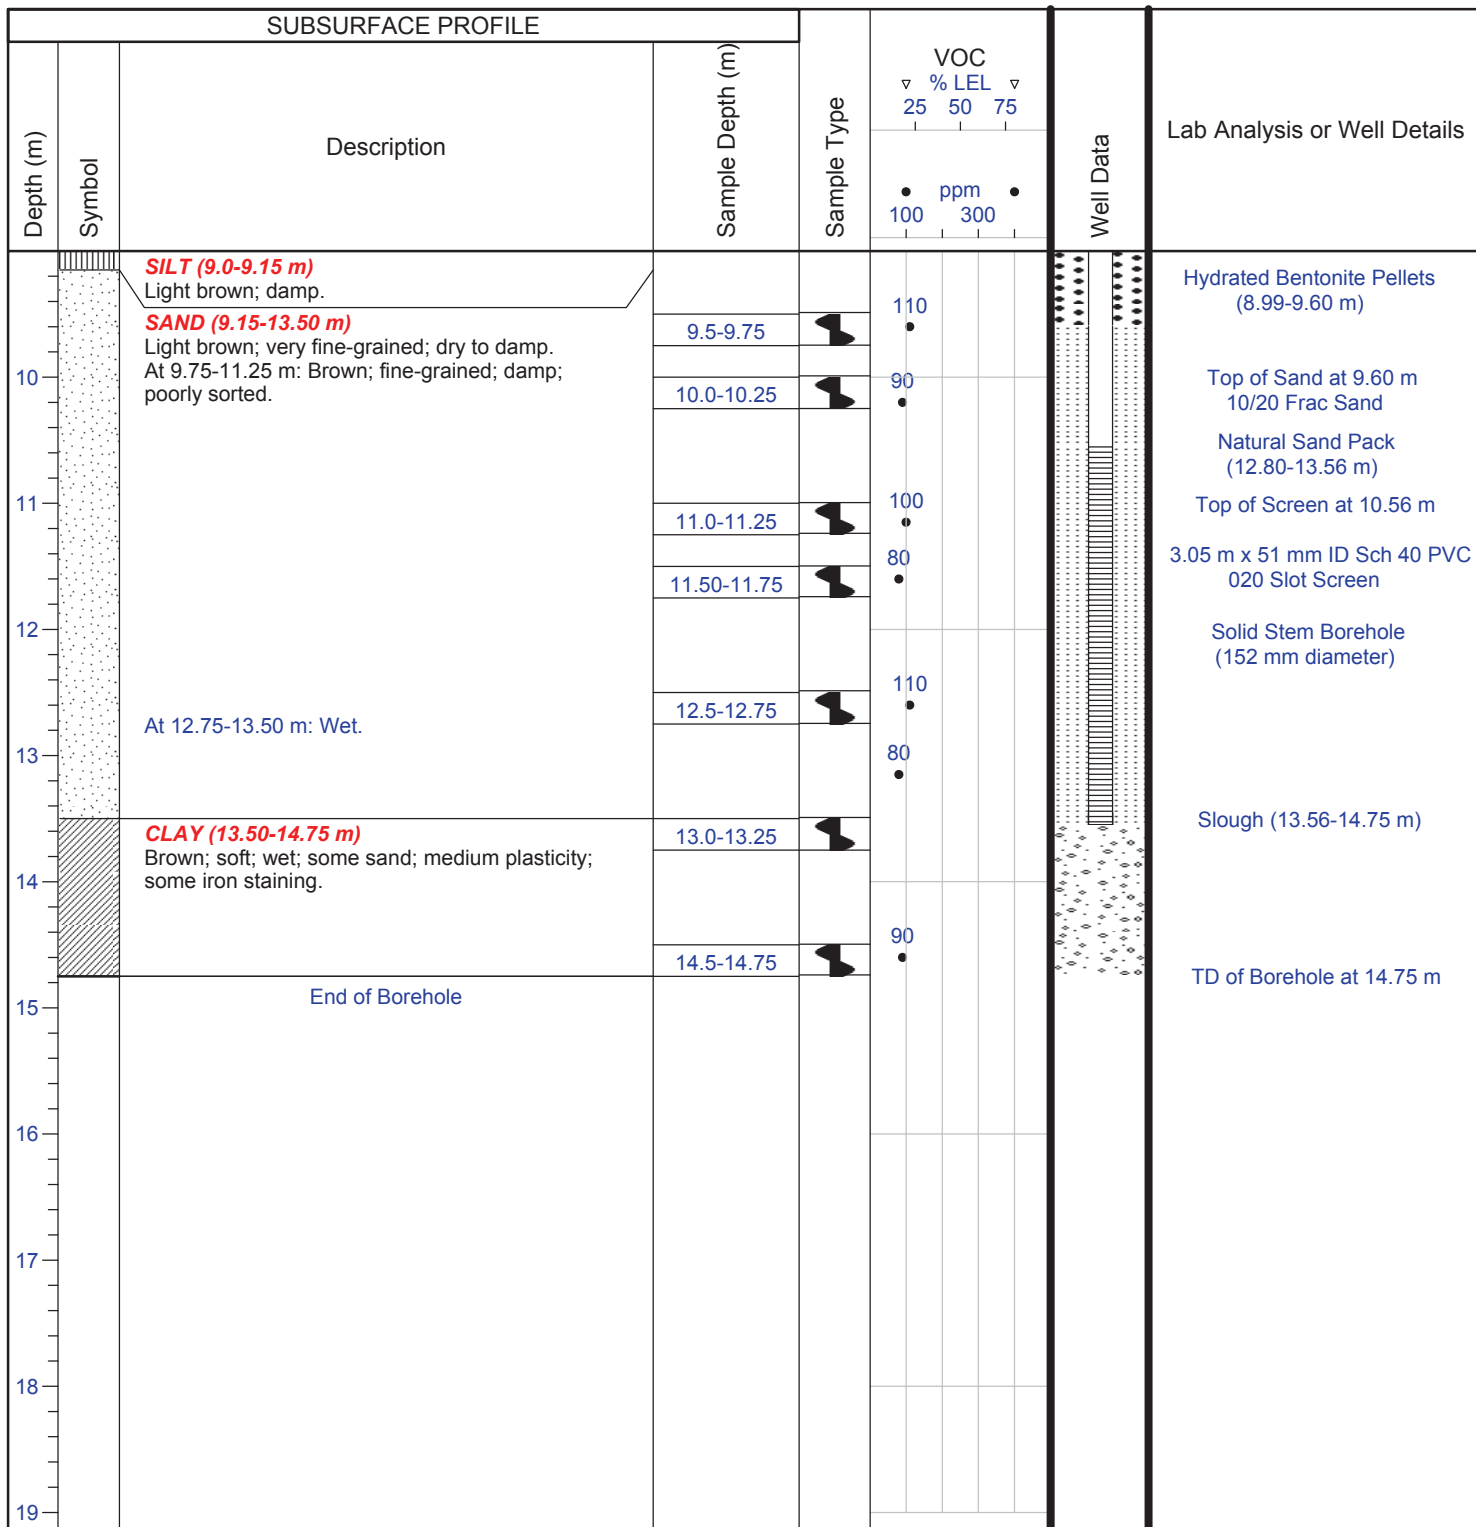 SUBSURFACE PROFILE
Depth (m)
Symbol
Description
Sample Depth (m)
Sample Type
VOC
% LEL
25 50 75
ppm
100 300
Well Data
Lab Analysis or Well Details
SILT (9.0-9.15 m)
Light brown; damp.
SAND (9.15-13.50 m)
Light brown; very fine-grained; dry to damp.
At 9.75-11.25 m: Brown; fine-grained; damp;
poorly sorted.
At 12.75-13.50 m: Wet.
CLAY (13.50-14.75 m)
Brown; soft; wet; some sand; medium plasticity;
some iron staining.
End of Borehole
10
11
12
13
14
15
16
17
18
19
9.5-9.75
10.0-10.25
11.0-11.25
11.50-11.75
12.5-12.75
13.0-13.25
14.5-14.75
110
90
100
80
110
80
90
Hydrated Bentonite Pellets
(8.99-9.60 m)
Top of Sand at 9.60 m
10/20 Frac Sand
Natural Sand Pack
(12.80-13.56 m)
Top of Screen at 10.56 m
3.05 m x 51 mm ID Sch 40 PVC
020 Slot Screen
Solid Stem Borehole
(152 mm diameter)
Slough (13.56-14.75 m)
TD of Borehole at 14.75 m